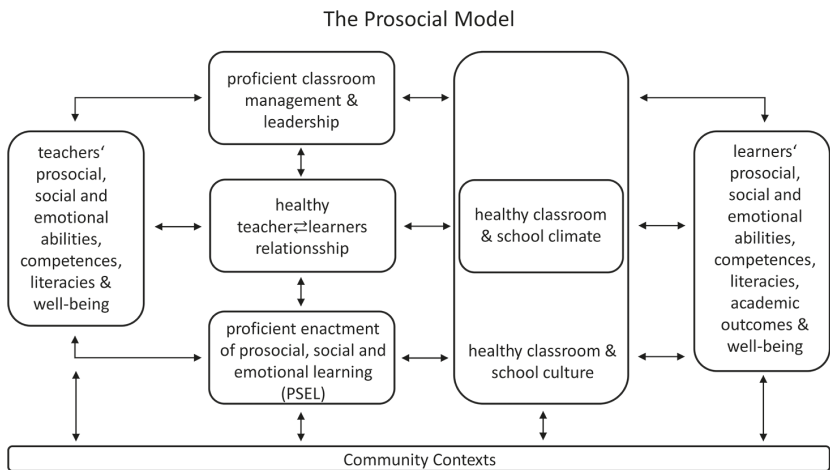 The Prosocial Model
proficient classroom
management &
leadership
teachers‘
prosocial,
social and
emotional
abilities,
competences,
literacies &
well-being
healthy
teacher⇄learners
relationsship
proficient enactment
of prosocial, social and
emotional learning
(PSEL)
healthy classroom
& school climate
healthy classroom &
school culture
learners‘
prosocial,
social and
emotional
abilities,
competences,
literacies,
academic
outcomes &
well-being
Community Contexts